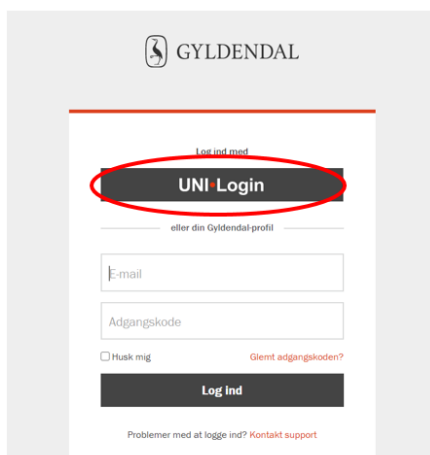 GYLDENDAL
Log ind med
UNI•Login
eller din Gyldendal-profil
E-mail
Adgangskode
Husk mig Glemt adgangskoden?
Log ind
Problemer med at logge ind? Kontakt support